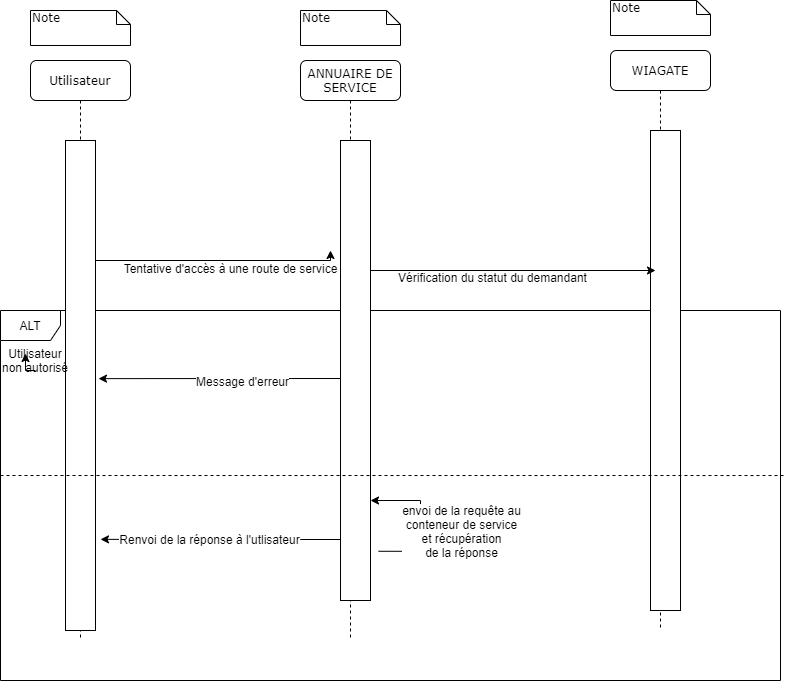 Note
Note
Note
Utilisateur
ANNUAIRE DE
SERVICE
WIAGATE
Tentative d'accès à une route de service
Vérification du statut du demandant
ALT
Utilisateur
non autorisé
Message d'erreur
envoi de la requête au
conteneur de service
et récupération
de la réponse
Renvoi de la réponse à l'utlisateur